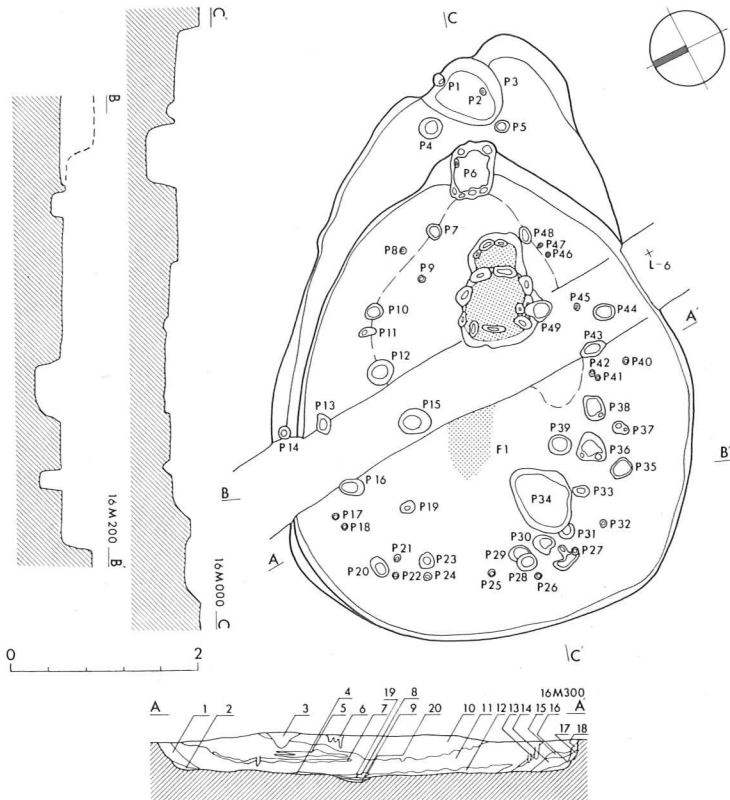 C
C'
B
P1
P2
P3
P4
P5
P6
P7
P48
P47
P46
P8
P9
L-6
P10
P45
P44
P11
P49
A'
P43
P12
P42
P40
P41
P13
P15
P38
P14
P39
P37
F1
P36
B'
P35
P16
P34
P33
B
P19
P17
P32
P18
P31
A
P30
P27
P21
P29
P23
P20
P28
P22
P24
P25
P26
16M200
B'
16M000
C
0
2
C'
A
1
2
3
4
5
6
7
19
8
9
20
10
11
12
13
14
15
16
17
18
16M300
A'